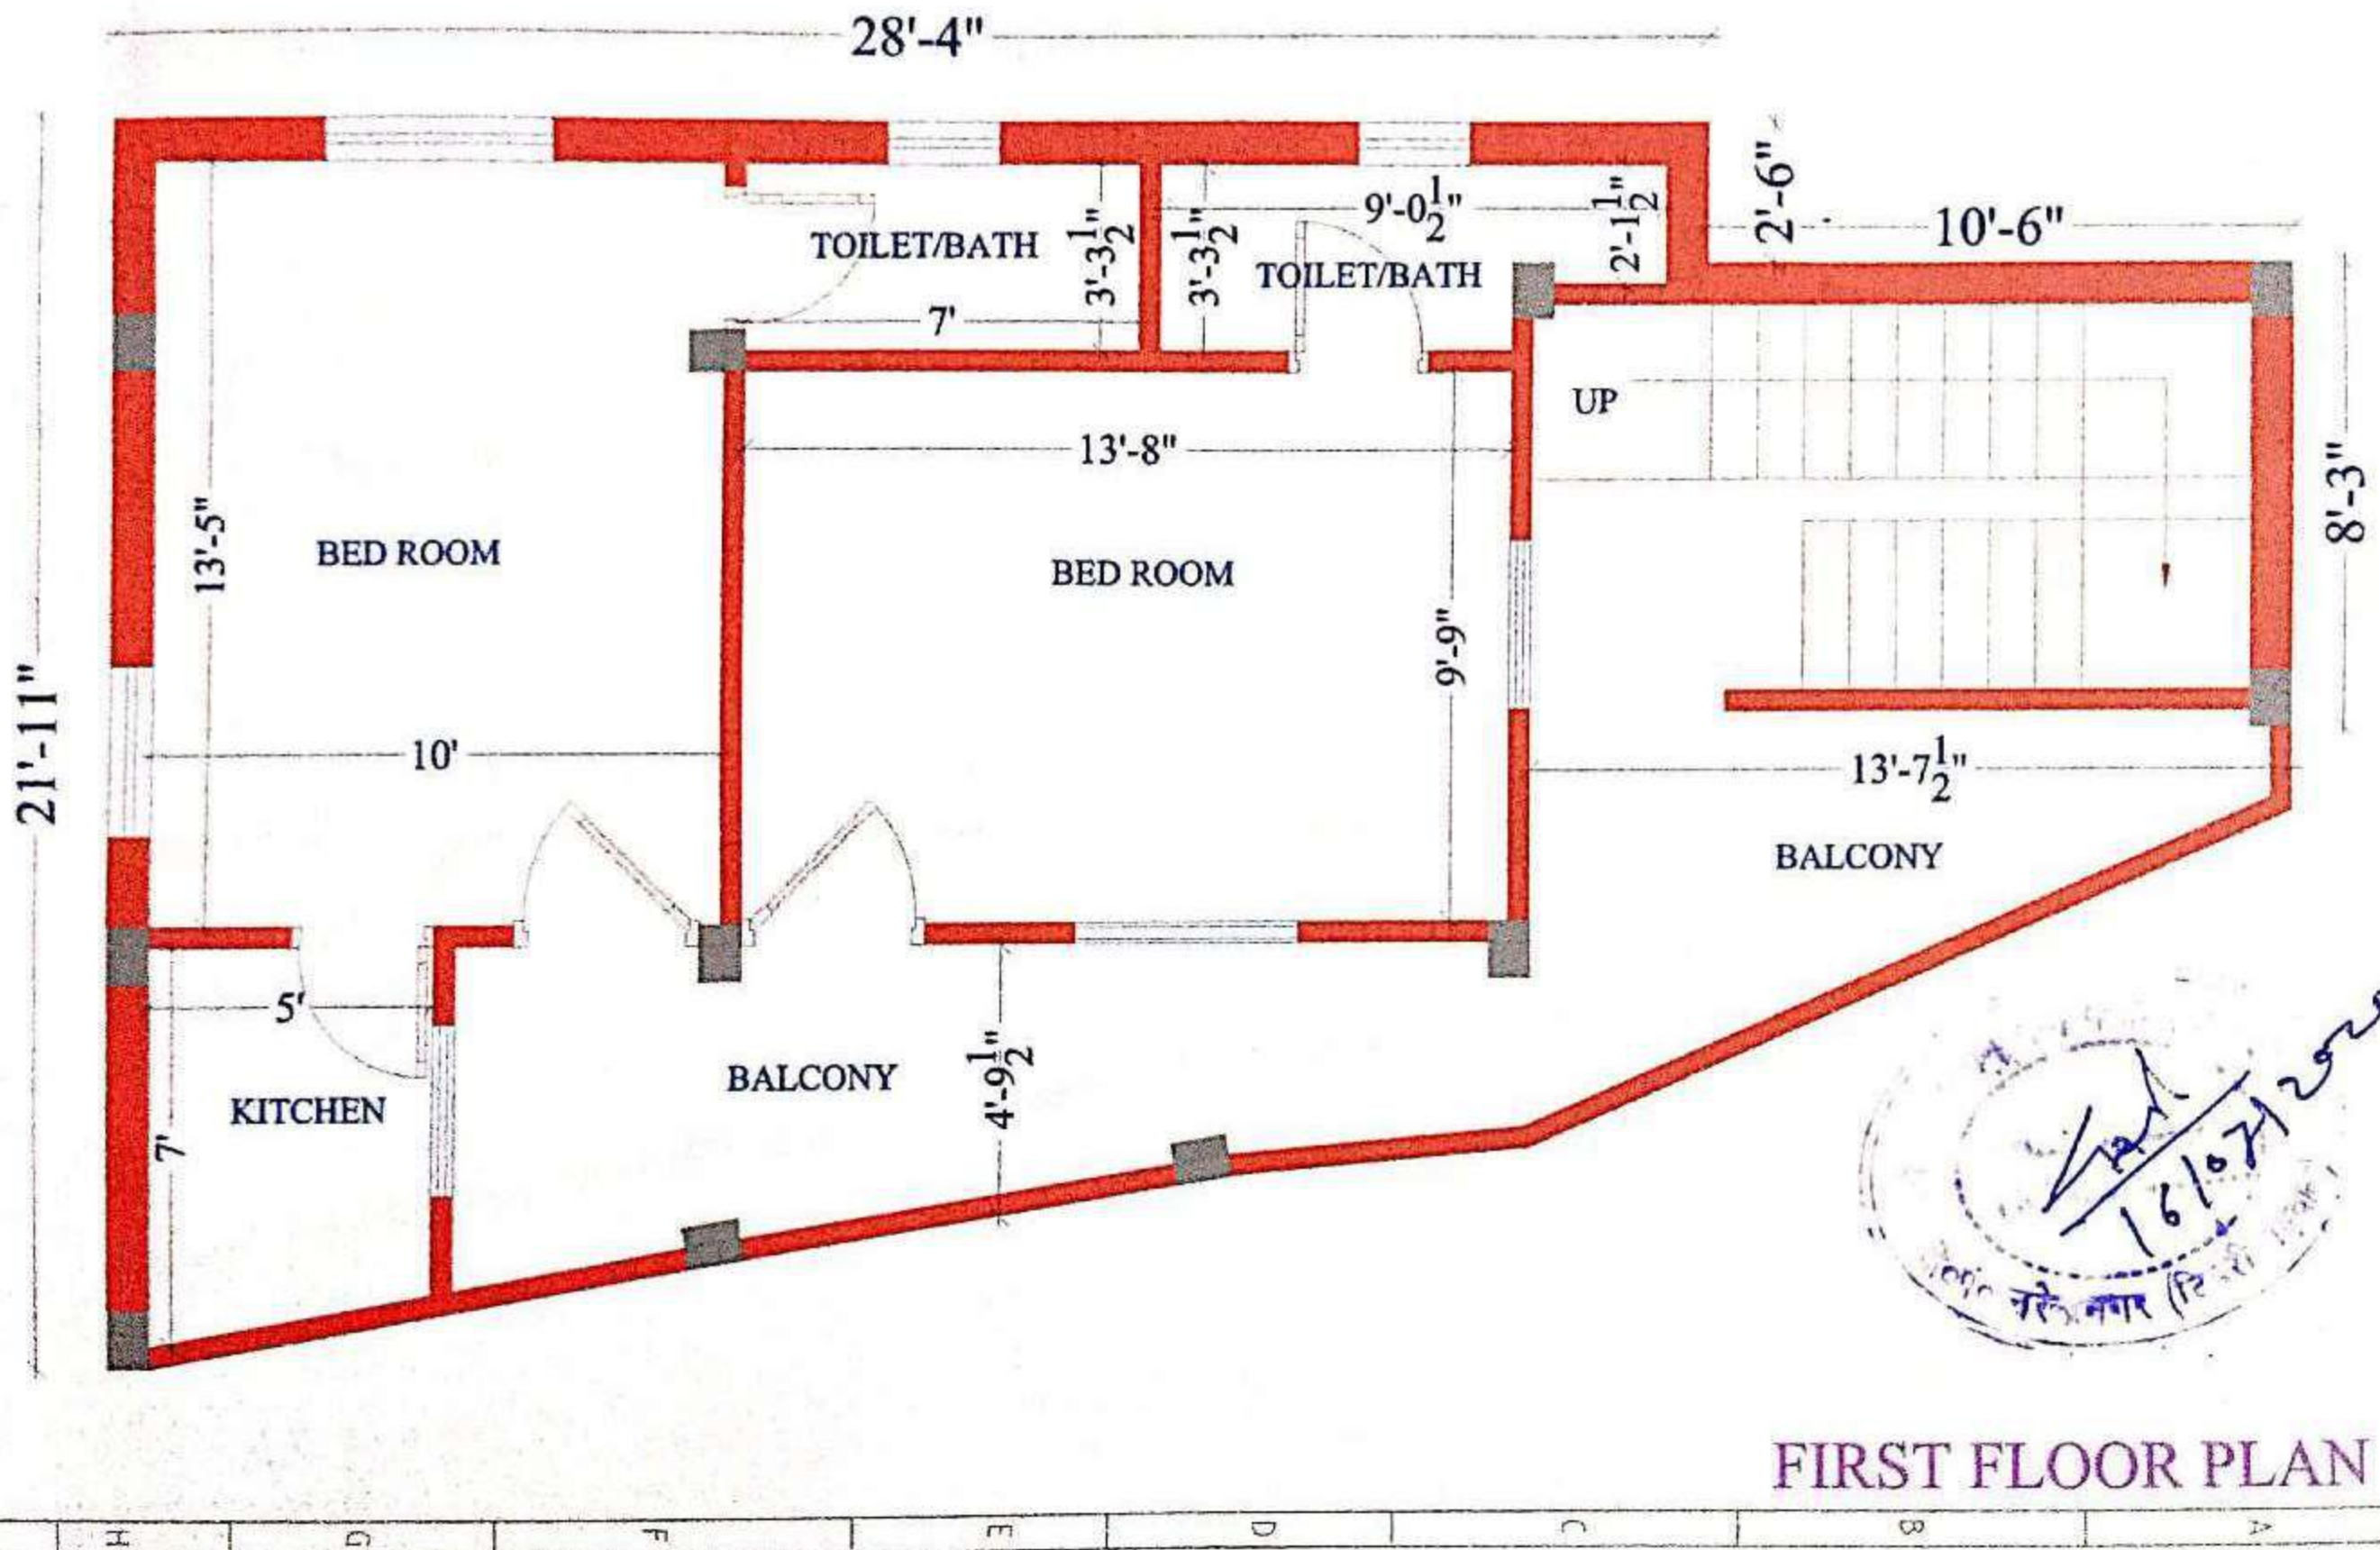 28'-4"
2'-6"
10'-6"
9'-0½"
2'-1½"
TOILET/BATH
3'-3½"
3'-3½"
TOILET/BATH
7'
UP
13'-8"
8'-3"
13'-5"
BED ROOM
BED ROOM
9'-9"
21'-11"
10'
13'-7½"
BALCONY
5'
4'-9½"
BALCONY
KITCHEN
7'
16/07/202
FIRST FLOOR PLAN
H G F E D C B A